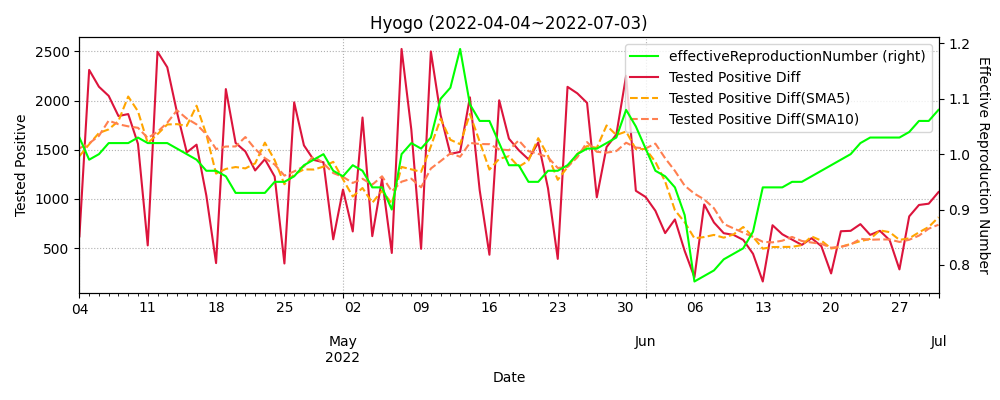 Hyogo (2022-04-04~2022-07-03)
effectiveReproductionNumber (right)
Tested Positive Diff
Tested Positive Diff(SMA5)
Tested Positive Diff(SMA10)
Tested Positive
2500
2000
1500
1000
500
1.2
1.1
1.0
0.9
0.8
Effective Reproduction Number
04 11 18 25 02 09 16 23 30 06 13 20 27
May Jun Jul
2022
Date